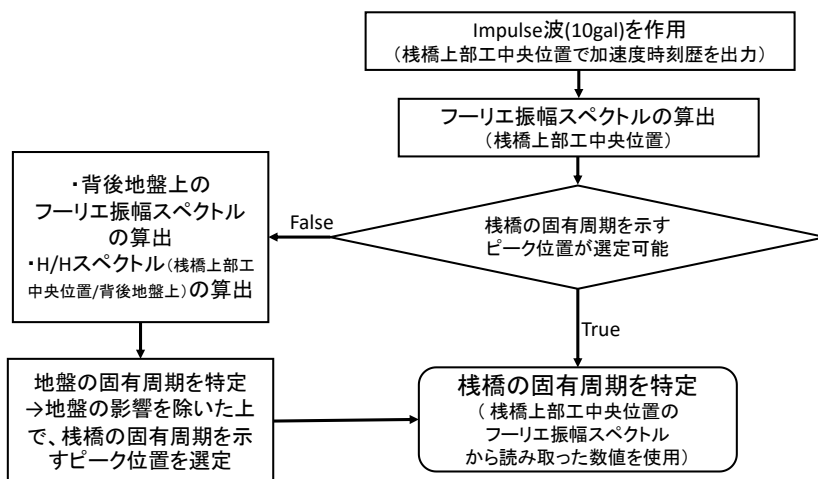 Impulse波(10gal)を作用
(桟橋上部工中央位置で加速度時刻歴を出力)
フーリエ振幅スペクトルの算出
(桟橋上部工中央位置)
桟橋の固有周期を示す
ピーク位置が選定可能
False
・背後地盤上の
フーリエ振幅スペクトル
の算出
・H/Hスペクトル(桟橋上部工
中央位置/背後地盤上)の算出
True
地盤の固有周期を特定
→地盤の影響を除いた上
で、桟橋の固有周期を示
すピーク位置を選定
桟橋の固有周期を特定
( 桟橋上部工中央位置の
フーリエ振幅スペクトル
から読み取った数値を使用)